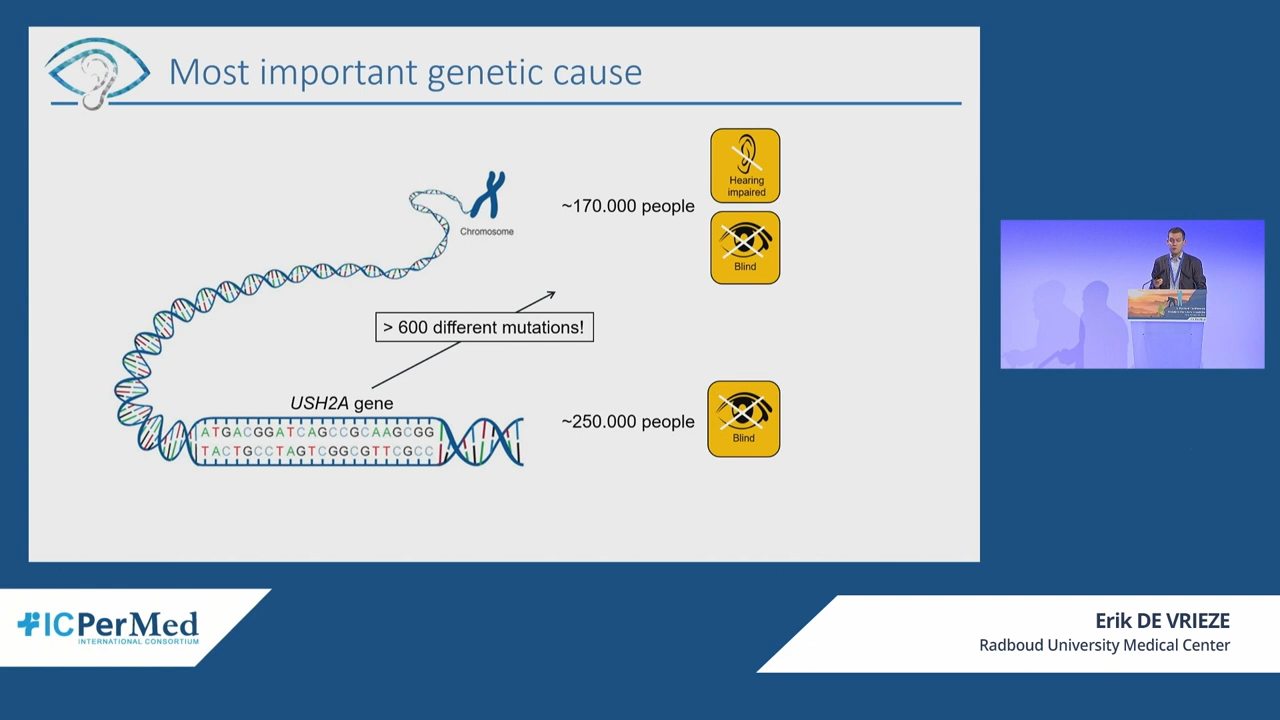 Most important genetic cause
Hearing
impaired
~170.000 people
Chromosome
Blind
> 600 different mutations!
USH2A gene
~250.000 people
Blind
ATGACGGATCAGCCGCAAGCGG
TACTGCCTAGTCGGCGTTCGCC
ICPerMed
INTERNATIONAL CONSORTIUM
Erik DE VRIEZE
Radboud University Medical Center